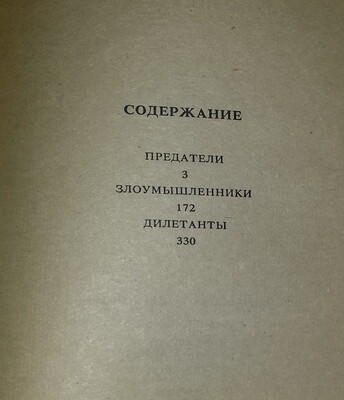 СОДЕРЖАНИЕ
ПРЕДАТЕЛИ
3
ЗЛОУМЫШЛЕННИКИ
172
ДИЛЕТАНТЫ
330